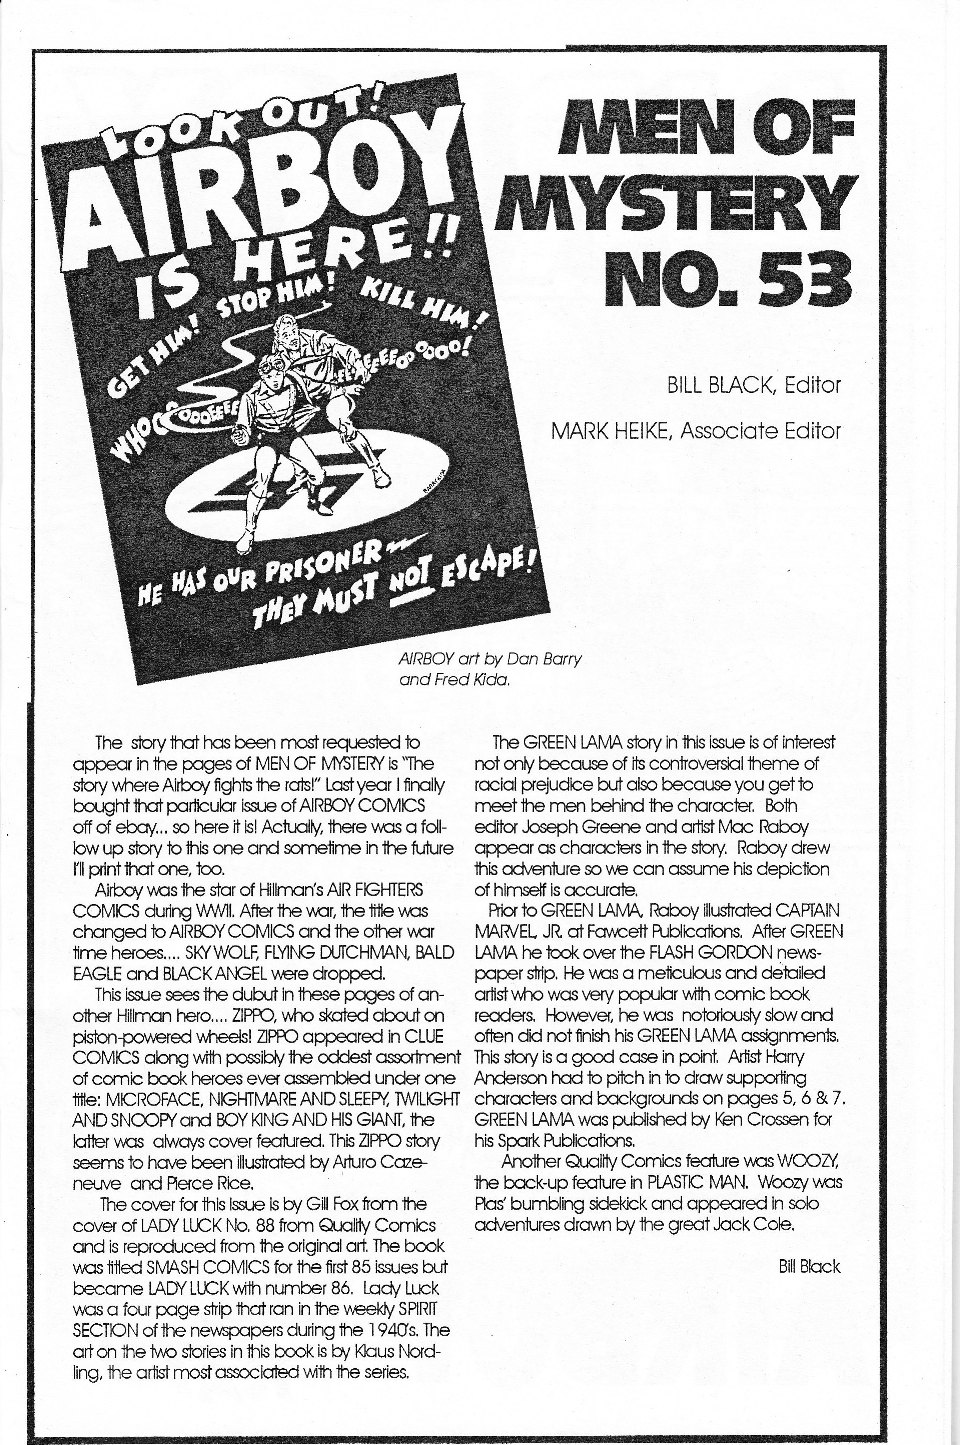 LOOK OUT!
AIRBOY
IS HERE!!
GET HIM! STOP HIM! KILL HIM!
WHOOOOOOOEEEEE EEEEEEEOOOOOOO!
BARRY KIDA
HE HAS OUR PRISONER
THEY MUST NOT ESCAPE!
MEN OF
MYSTERY
NO. 53
BILL BLACK, Editor
MARK HEIKE, Associate Editor
AIRBOY art by Dan Barry
and Fred Kida.
The story that has been most requested to
appear in the pages of MEN OF MYSTERY is "The
story where Airboy fights the rats!" Last year I finally
bought that particular issue of AIRBOY COMICS
off of ebay... so here it is! Actually, there was a fol-
low up story to this one and sometime in the future
I'll print that one, too.
Airboy was the star of Hillman's AIR FIGHTERS
COMICS during WWII. After the war, the title was
changed to AIRBOY COMICS and the other war
time heroes.... SKY WOLF, FLYING DUTCHMAN, BALD
EAGLE and BLACK ANGEL were dropped.
This issue sees the dubut in these pages of an-
other Hillman hero.... ZIPPO, who skated about on
piston-powered wheels! ZIPPO appeared in CLUE
COMICS along with possibly the oddest assortment
of comic book heroes ever assembled under one
title: MICROFACE, NIGHTMARE AND SLEEPY, TWILIGHT
AND SNOOPY and BOY KING AND HIS GIANT, the
latter was always cover featured. This ZIPPO story
seems to have been illustrated by Arturo Caze-
neuve and Pierce Rice.
The cover for this issue is by Gill Fox from the
cover of LADY LUCK No. 88 from Quality Comics
and is reproduced from the original art. The book
was titled SMASH COMICS for the first 85 issues but
became LADY LUCK with number 86. Lady Luck
was a four page strip that ran in the weekly SPIRIT
SECTION of the newspapers during the 1940's. The
art on the two stories in this book is by Klaus Nord-
ling, the artist most associated with the series.
The GREEN LAMA story in this issue is of interest
not only because of its controversial theme of
racial prejudice but also because you get to
meet the men behind the character. Both
editor Joseph Greene and artist Mac Raboy
appear as characters in the story. Raboy drew
this adventure so we can assume his depiction
of himself is accurate.
Prior to GREEN LAMA, Raboy illustrated CAPTAIN
MARVEL, JR. at Fawcett Publications. After GREEN
LAMA he took over the FLASH GORDON news-
paper strip. He was a meticulous and detailed
artist who was very popular with comic book
readers. However, he was notoriously slow and
often did not finish his GREEN LAMA assignments.
This story is a good case in point. Artist Harry
Anderson had to pitch in to draw supporting
characters and backgrounds on pages 5, 6 & 7.
GREEN LAMA was published by Ken Crossen for
his Spark Publications.
Another Quality Comics feature was WOOZY,
the back-up feature in PLASTIC MAN. Woozy was
Plas' bumbling sidekick and appeared in solo
adventures drawn by the great Jack Cole.
Bill Black